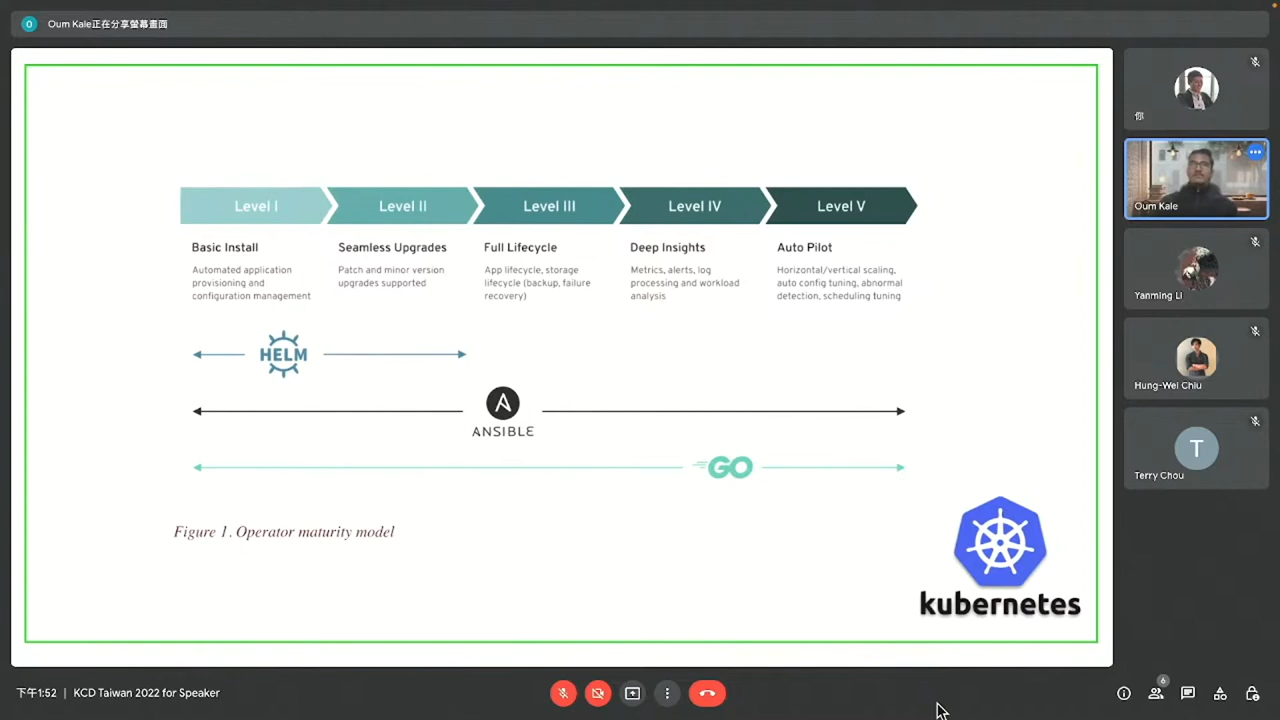 O
Oum Kale正在分享螢幕畫面
Level I
Level II
Level III
Level IV
Level V
Basic Install
Automated application
provisioning and
configuration management
Seamless Upgrades
Patch and minor version
upgrades supported
Full Lifecycle
App lifecycle, storage
lifecycle (backup, failure
recovery)
Deep Insights
Metrics, alerts, log
processing and workload
analysis
Auto Pilot
Horizontal/vertical scaling,
auto config tuning, abnormal
detection, scheduling tuning
HELM
A
ANSIBLE
GO
Figure 1. Operator maturity model
kubernetes
你
Oum Kale
Yanming Li
Hung-Wei Chiu
T
Terry Chou
下午1:52 | KCD Taiwan 2022 for Speaker
6